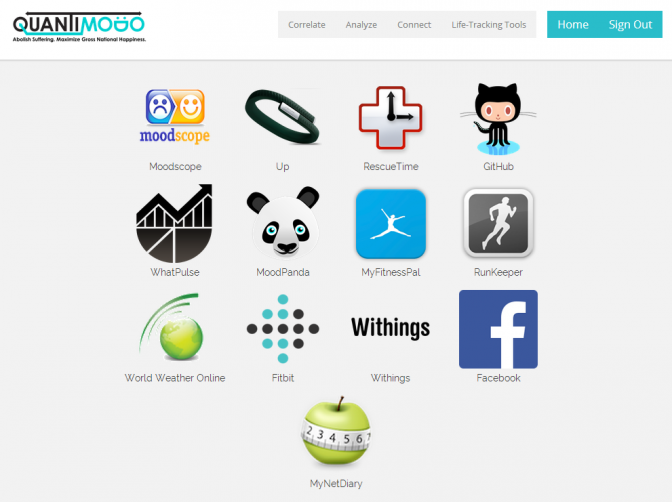 QUANTIMODO
Abolish Suffering. Maximize Gross National Happiness.
Correlate
Analyze
Connect
Life-Tracking Tools
Home
Sign Out
moodscope
Moodscope
Up
RescueTime
GitHub
WhatPulse
MoodPanda
MyFitnessPal
RunKeeper
Withings
f
World Weather Online
Fitbit
Withings
Facebook
2 3 4 5 6 7
MyNetDiary